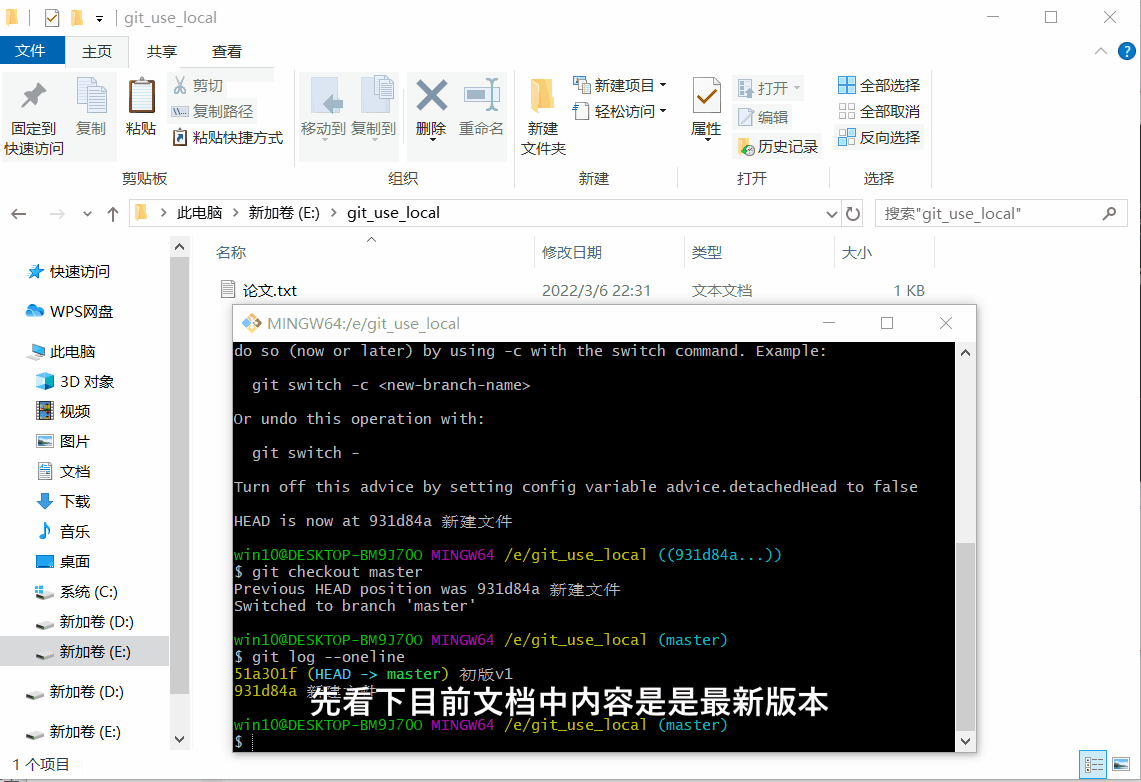 git_use_local
文件 主页 共享 查看
固定到快速访问
复制
粘贴
剪切
复制路径
粘贴快捷方式
移动到 复制到
删除 重命名
新建文件夹
新建项目
轻松访问
属性
打开
编辑
历史记录
全部选择
全部取消
反向选择
剪贴板 组织 新建 打开 选择
此电脑 新加卷 (E:) git_use_local
搜索"git_use_local"
名称 修改日期 类型 大小
论文.txt 2022/3/6 22:31 文本文档 1 KB
快速访问
WPS网盘
此电脑
3D 对象
视频
图片
文档
下载
音乐
桌面
系统 (C:)
新加卷 (D:)
新加卷 (E:)
新加卷 (D:)
新加卷 (E:)
1 个项目
MINGW64:/e/git_use_local
do so (now or later) by using -c with the switch command. Example:
git switch -c <new-branch-name>
Or undo this operation with:
git switch -
Turn off this advice by setting config variable advice.detachedHead to false
HEAD is now at 931d84a 新建文件
win10@DESKTOP-BM9J7OO MINGW64 /e/git_use_local ((931d84a...))
$ git checkout master
Previous HEAD position was 931d84a 新建文件
Switched to branch 'master'
win10@DESKTOP-BM9J7OO MINGW64 /e/git_use_local (master)
$ git log --oneline
51a301f (HEAD -> master) 初版v1
931d84a 新建文件
先看下目前文档中内容是是最新版本
win10@DESKTOP-BM9J7OO MINGW64 /e/git_use_local (master)
$